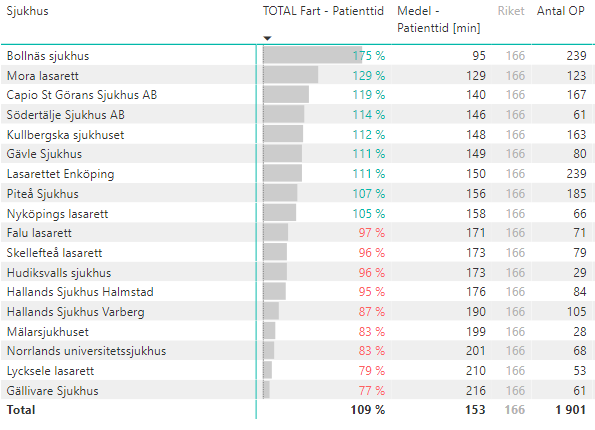 Sjukhus TOTAL Fart - Patienttid Medel - Patienttid [min] Riket Antal OP
Bollnäs sjukhus 175 % 95 166 239
Mora lasarett 129 % 129 166 123
Capio St Görans Sjukhus AB 119 % 140 166 167
Södertälje Sjukhus AB 114 % 146 166 61
Kullbergska sjukhuset 112 % 148 166 163
Gävle Sjukhus 111 % 149 166 80
Lasarettet Enköping 111 % 150 166 239
Piteå Sjukhus 107 % 156 166 185
Nyköpings lasarett 105 % 158 166 66
Falu lasarett 97 % 171 166 71
Skellefteå lasarett 96 % 173 166 79
Hudiksvalls sjukhus 96 % 173 166 29
Hallands Sjukhus Halmstad 95 % 176 166 84
Hallands Sjukhus Varberg 87 % 190 166 105
Mälarsjukhuset 83 % 199 166 28
Norrlands universitetssjukhus 83 % 201 166 68
Lycksele lasarett 79 % 210 166 53
Gällivare Sjukhus 77 % 216 166 61
Total 109 % 153 166 1 901